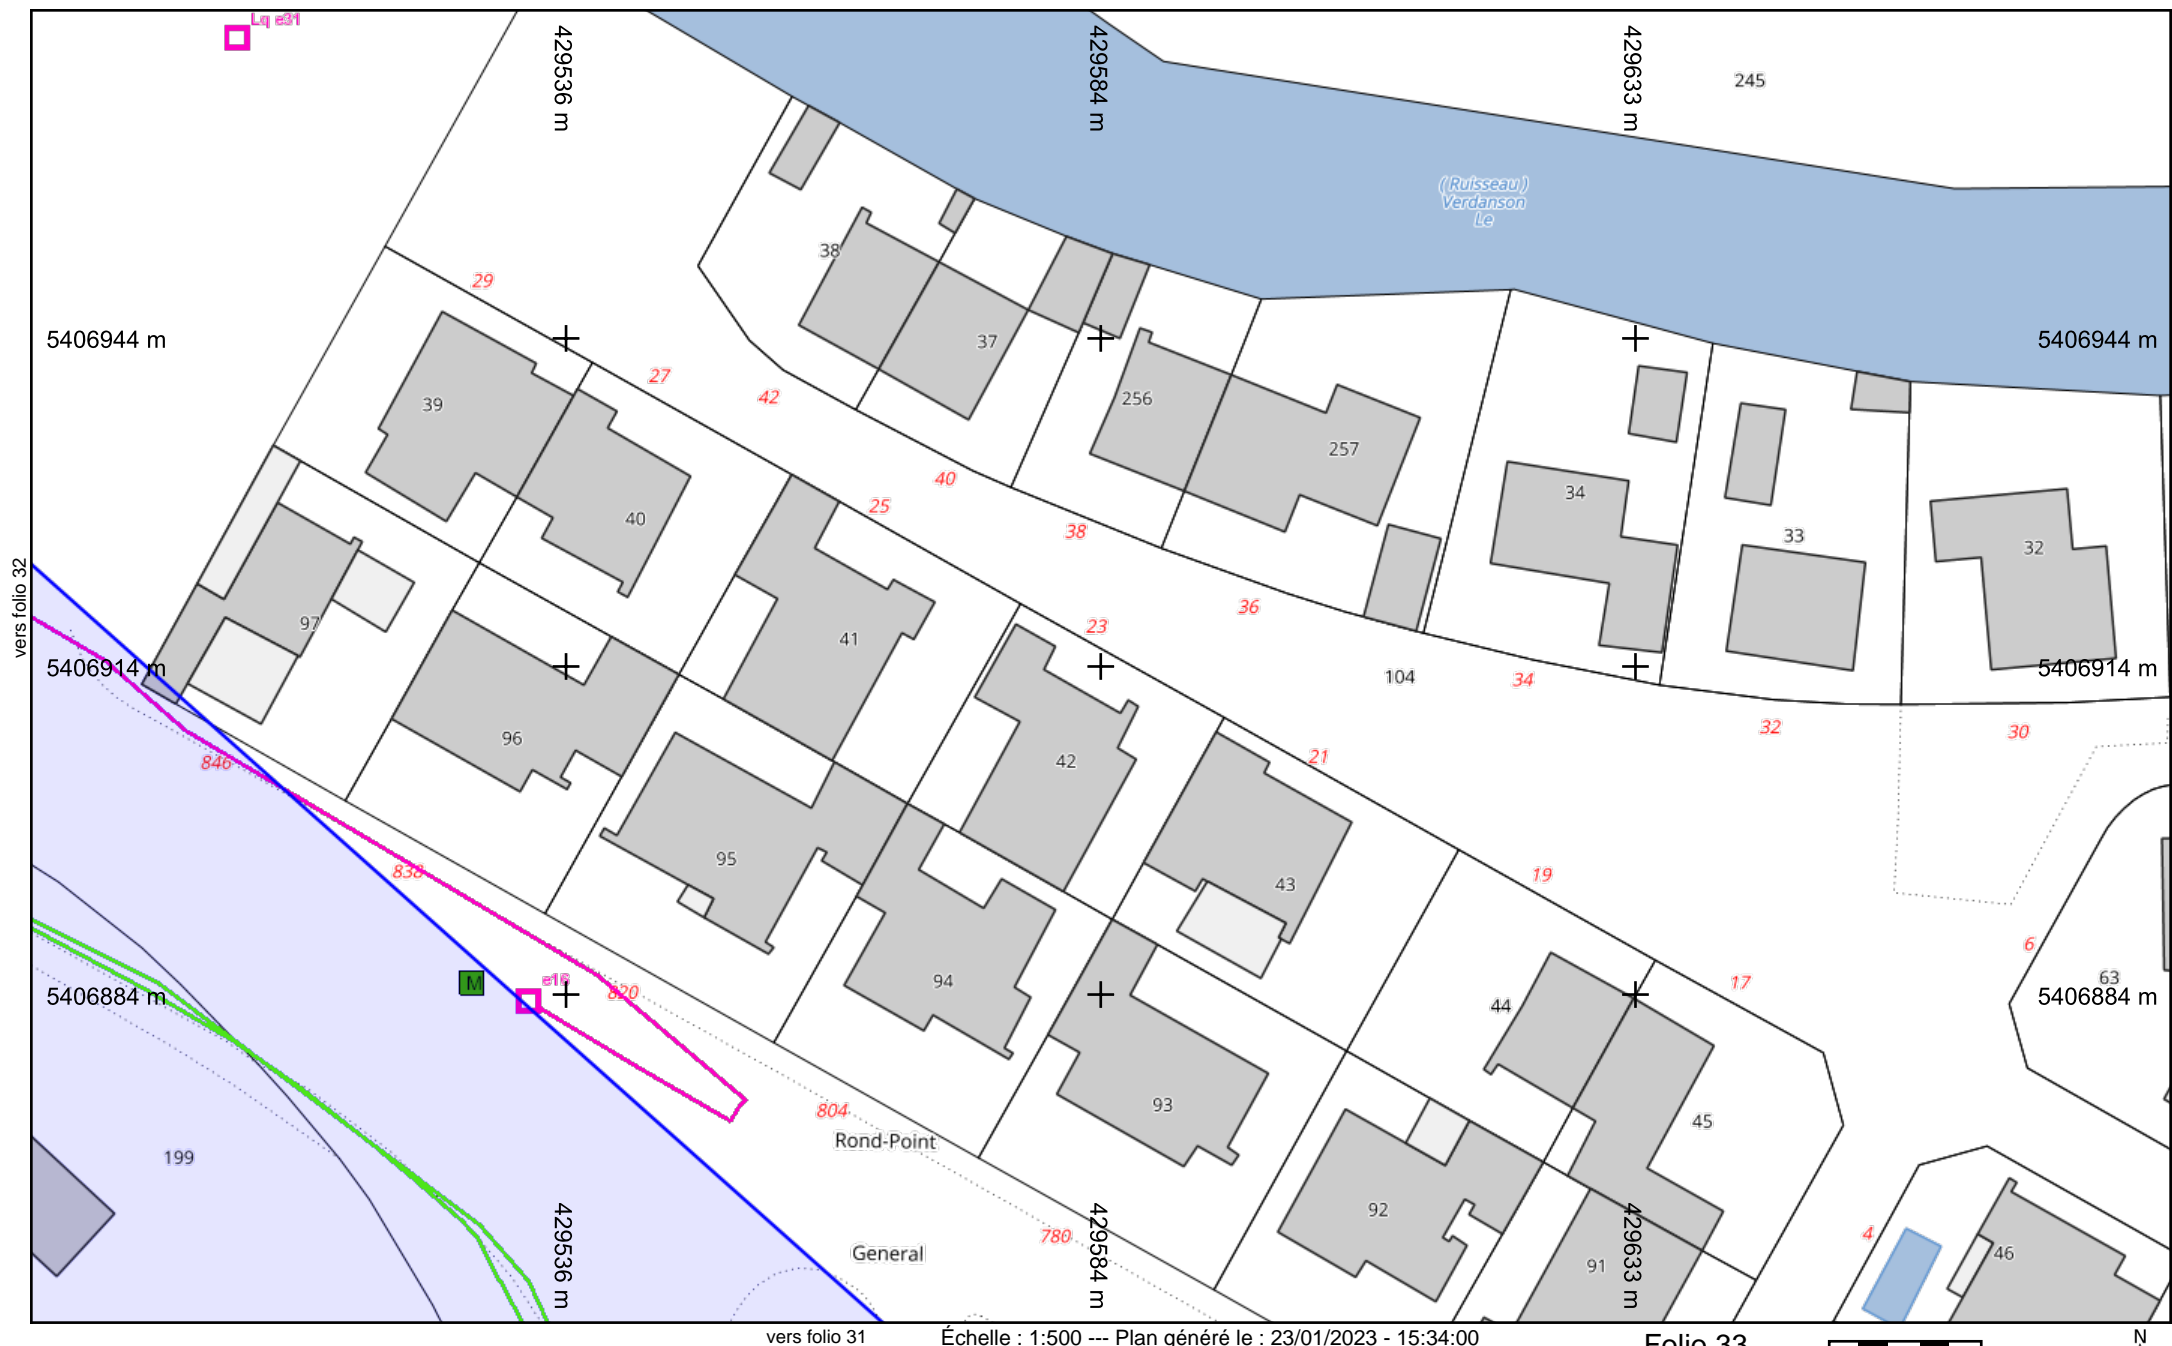 Lq e31
429536 m
429584 m
429633 m
245
( Ruisseau )
Verdanson
Le
38
29
37
5406944 m
5406944 m
27
42
39
256
257
40
34
25
40
38
33
32
vers folio 32
36
97
41
23
104
34
5406914 m
5406914 m
32
30
96
846
42
21
95
838
43
19
6
63
M
e16
820
94
44
17
5406884 m
5406884 m
93
804
45
Rond-Point
199
92
780
4
General
46
91
429536 m
429584 m
429633 m
vers folio 31
Échelle : 1:500 --- Plan généré le : 23/01/2023 - 15:34:00
Folio 33
N